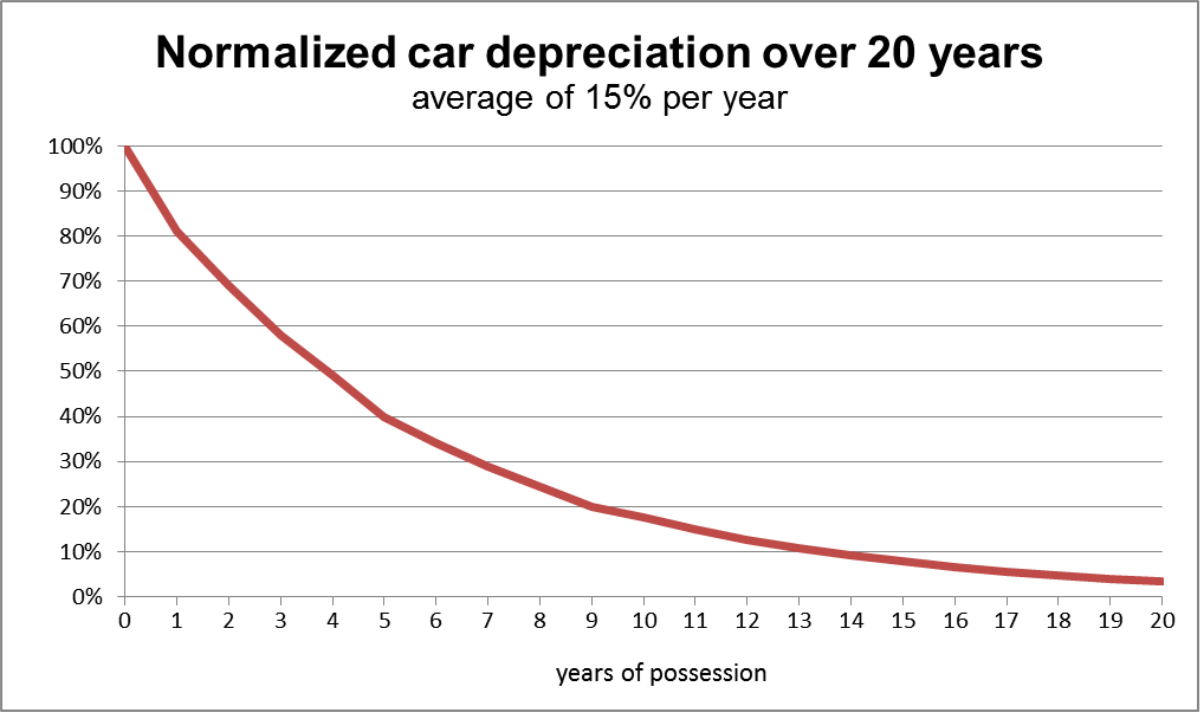 Normalized car depreciation over 20 years
average of 15% per year
100%
90%
80%
70%
60%
50%
40%
30%
20%
10%
0%
0 1 2 3 4 5 6 7 8 9 10 11 12 13 14 15 16 17 18 19 20
years of possession